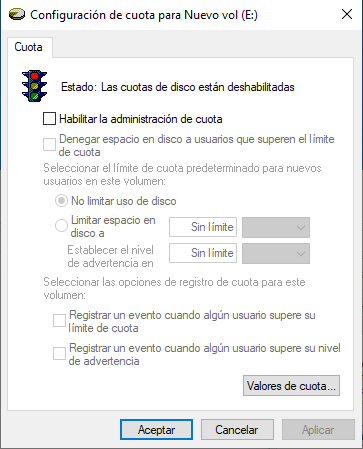 Configuración de cuota para Nuevo vol (E:)
Cuota
Estado: Las cuotas de disco están deshabilitadas
Habilitar la administración de cuota
Denegar espacio en disco a usuarios que superen el límite
de cuota
Seleccionar el límite de cuota predeterminado para nuevos
usuarios en este volumen:
No limitar uso de disco
Limitar espacio en
disco a
Sin límite
Establecer el nivel
de advertencia en
Sin límite
Seleccionar las opciones de registro de cuota para este
volumen:
Registrar un evento cuando algún usuario supere su
límite de cuota
Registrar un evento cuando algún usuario supere su nivel
de advertencia
Valores de cuota...
Aceptar
Cancelar
Aplicar